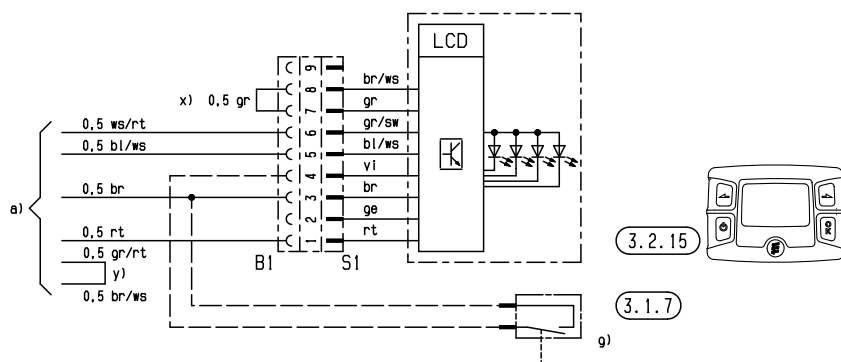 LCD
9
br/ws
8
x) 0,5 gr
gr
7
0,5 ws/rt
gr/sw
6
0,5 bl/ws
bl/ws
5
vi
4
a)
0,5 br
br
3
ge
2
0,5 rt
rt
1
0,5 gr/rt
B1
S1
y)
0,5 br/ws
3.2.15
OK
3.1.7
g)